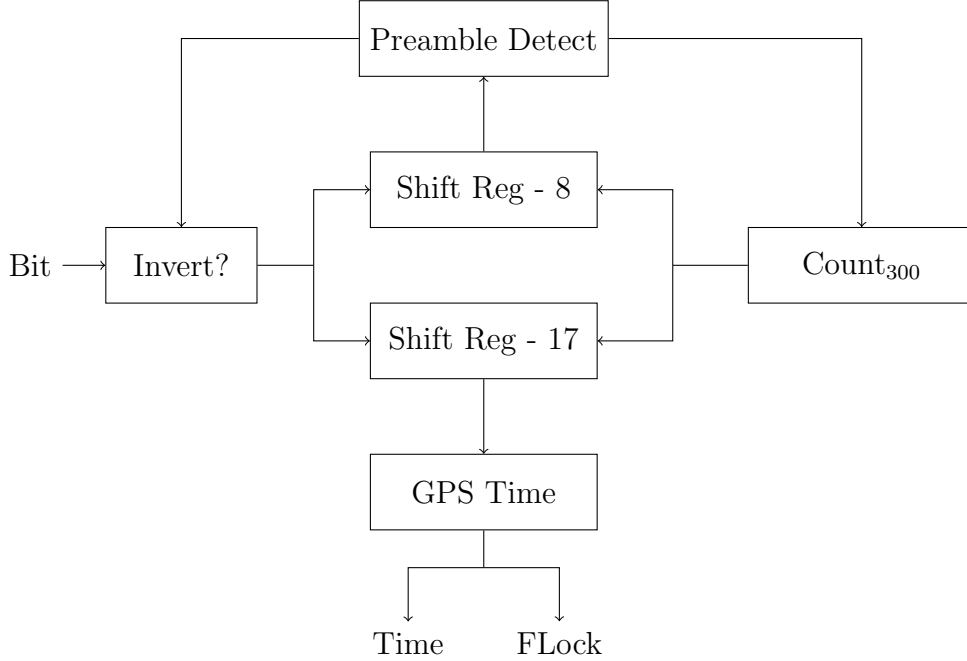 Preamble Detect
Shift Reg - 8
Bit
Invert?
Count₃₀₀
Shift Reg - 17
GPS Time
Time
FLock